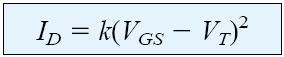 I_D = k(V_GS − V_T)²